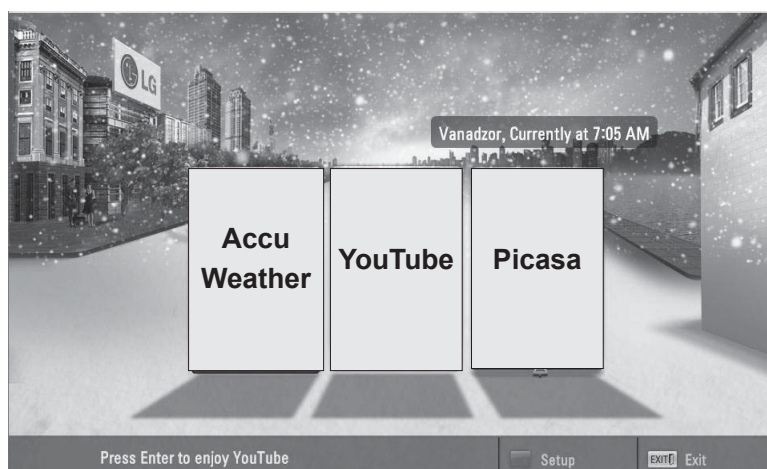 LG
Vanadzor, Currently at 7:05 AM
Accu
Weather
YouTube
Picasa
Press Enter to enjoy YouTube
Setup
EXIT Exit